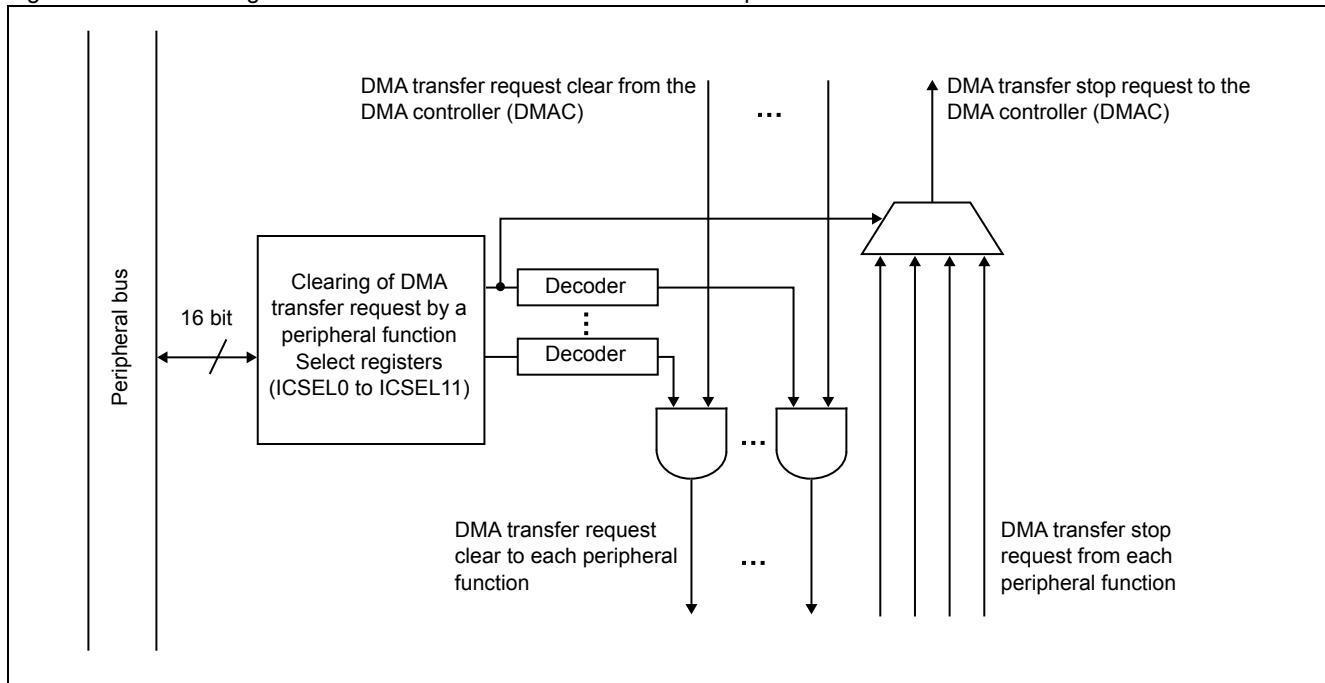 DMA transfer request clear from the
DMA controller (DMAC)
...
DMA transfer stop request to the
DMA controller (DMAC)
Peripheral bus
16 bit
Clearing of DMA
transfer request by a
peripheral function
Select registers
(ICSEL0 to ICSEL11)
Decoder
Decoder
...
DMA transfer request
clear to each peripheral
function
...
DMA transfer stop
request from each
peripheral function